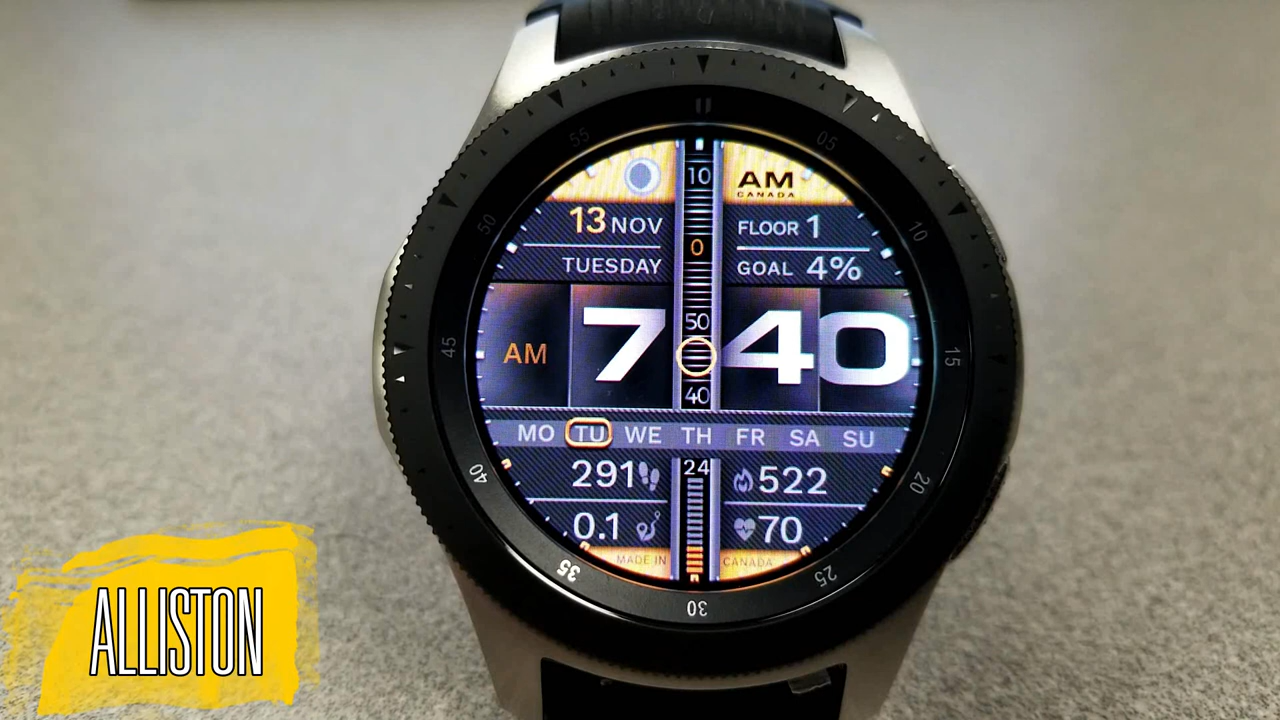 55
05
50
10
45
15
40
20
35
25
30
10
0
50
40
AM
CANADA
13 NOV
FLOOR 1
TUESDAY
GOAL 4%
AM
7 40
MO TU WE TH FR SA SU
291
24
522
0.1
70
MADE IN
CANADA
ALLISTON